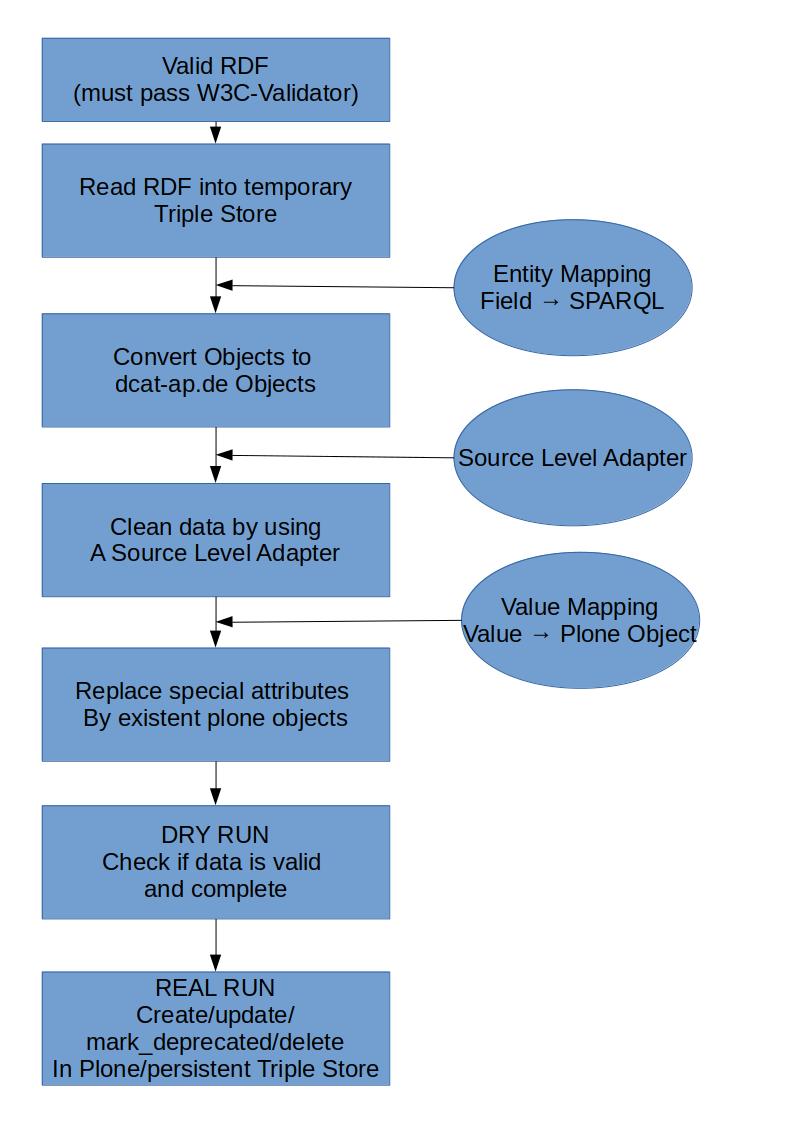 Valid RDF
(must pass W3C-Validator)
Read RDF into temporary
Triple Store
Entity Mapping
Field → SPARQL
Convert Objects to
dcat-ap.de Objects
Source Level Adapter
Clean data by using
A Source Level Adapter
Value Mapping
Value → Plone Object
Replace special attributes
By existent plone objects
DRY RUN
Check if data is valid
and complete
REAL RUN
Create/update/
mark_deprecated/delete
In Plone/persistent Triple Store